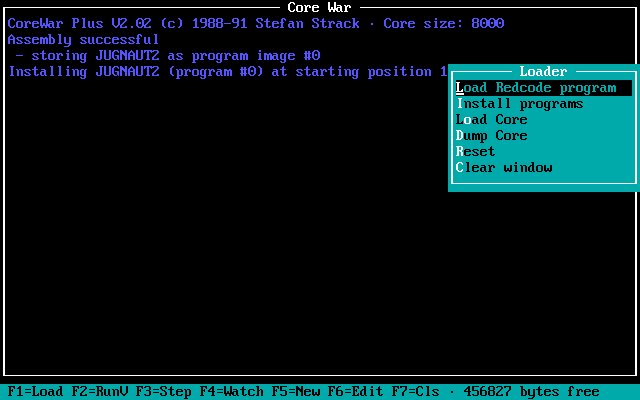 Core War
CoreWar Plus V2.02 (c) 1988-91 Stefan Strack · Core size: 8000
Assembly successful
- storing JUGNAUT2 as program image #0
Installing JUGNAUT2 (program #0) at starting position 1
Loader
Load Redcode program
Install programs
Load Core
Dump Core
Reset
Clear window
F1=Load F2=RunV F3=Step F4=Watch F5=New F6=Edit F7=Cls · 456827 bytes free